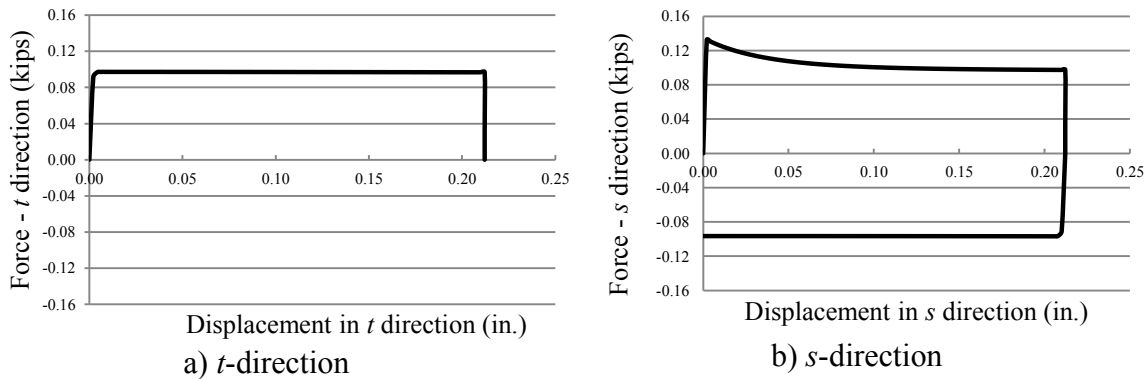 Force - t direction (kips)
0.16
0.12
0.08
0.04
0.00
-0.04
-0.08
-0.12
-0.16
0.00 0.05 0.10 0.15 0.20 0.25
Displacement in t direction (in.)
a) t-direction
Force - s direction (kips)
0.16
0.12
0.08
0.04
0.00
-0.04
-0.08
-0.12
-0.16
0.00 0.05 0.10 0.15 0.20 0.25
Displacement in s direction (in.)
b) s-direction